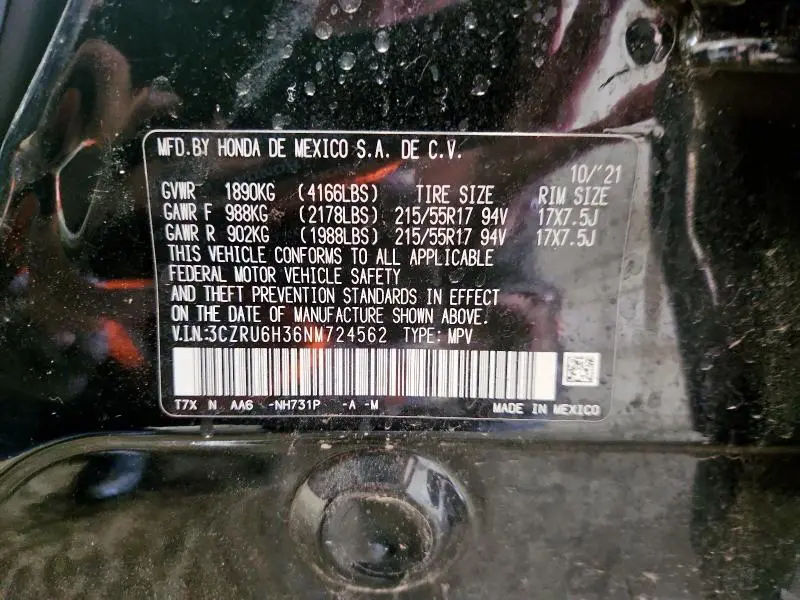 MFD.BY HONDA DE MEXICO S.A. DE C.V.
10/'21
GVWR 1890KG (4166LBS) TIRE SIZE RIM SIZE
GAWR F 988KG (2178LBS) 215/55R17 94V 17X7.5J
GAWR R 902KG (1988LBS) 215/55R17 94V 17X7.5J
THIS VEHICLE CONFORMS TO ALL APPLICABLE
FEDERAL MOTOR VEHICLE SAFETY
AND THEFT PREVENTION STANDARDS IN EFFECT
ON THE DATE OF MANUFACTURE SHOWN ABOVE.
V.I.N:3CZRU6H36NM724562 TYPE: MPV
T7X N AA6 -NH731P -A -M MADE IN MEXICO